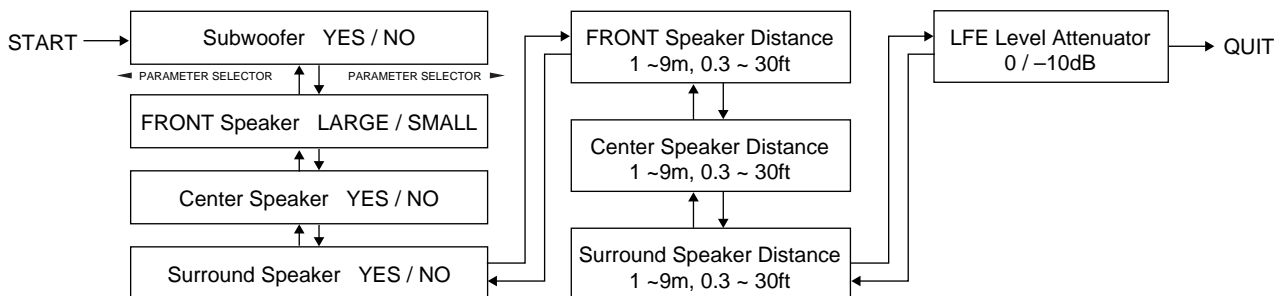 START
Subwoofer YES / NO
PARAMETER SELECTOR PARAMETER SELECTOR
FRONT Speaker LARGE / SMALL
Center Speaker YES / NO
Surround Speaker YES / NO
FRONT Speaker Distance
1 ~9m, 0.3 ~ 30ft
Center Speaker Distance
1 ~9m, 0.3 ~ 30ft
Surround Speaker Distance
1 ~9m, 0.3 ~ 30ft
LFE Level Attenuator
0 / –10dB
QUIT